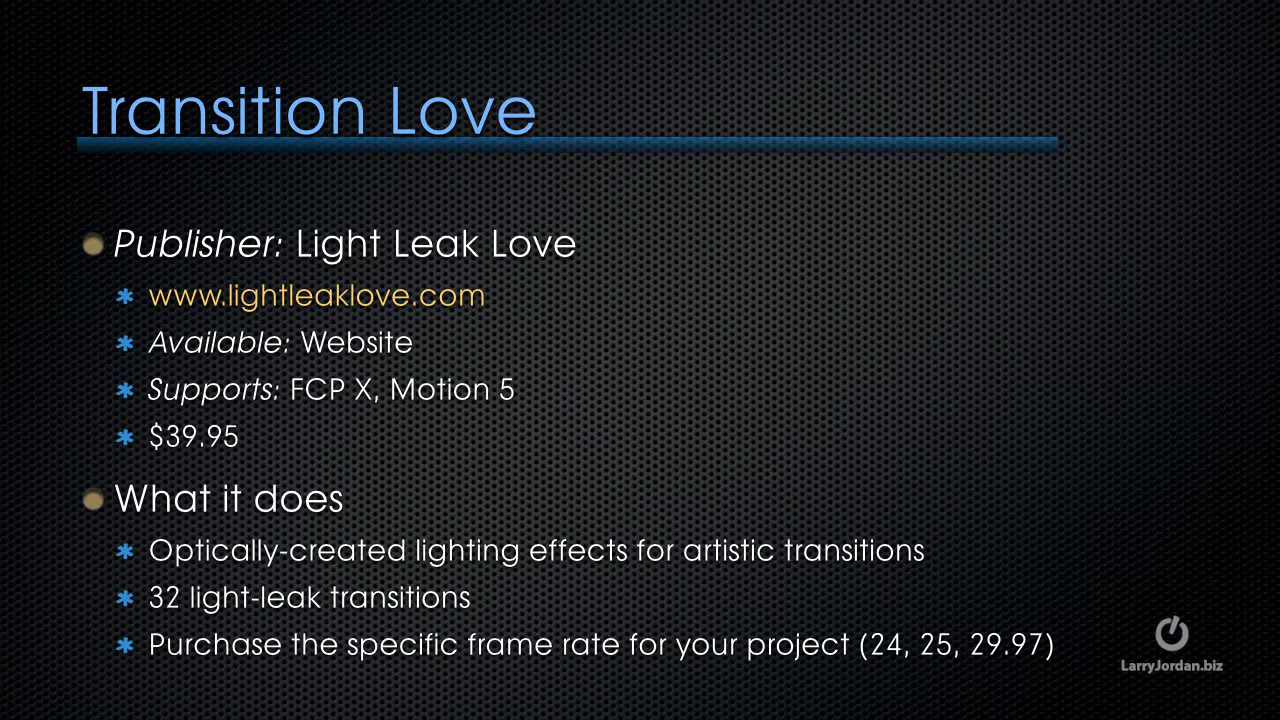 Transition Love
Publisher: Light Leak Love
www.lightleaklove.com
Available: Website
Supports: FCP X, Motion 5
$39.95
What it does
Optically-created lighting effects for artistic transitions
32 light-leak transitions
Purchase the specific frame rate for your project (24, 25, 29.97)
LarryJordan.biz